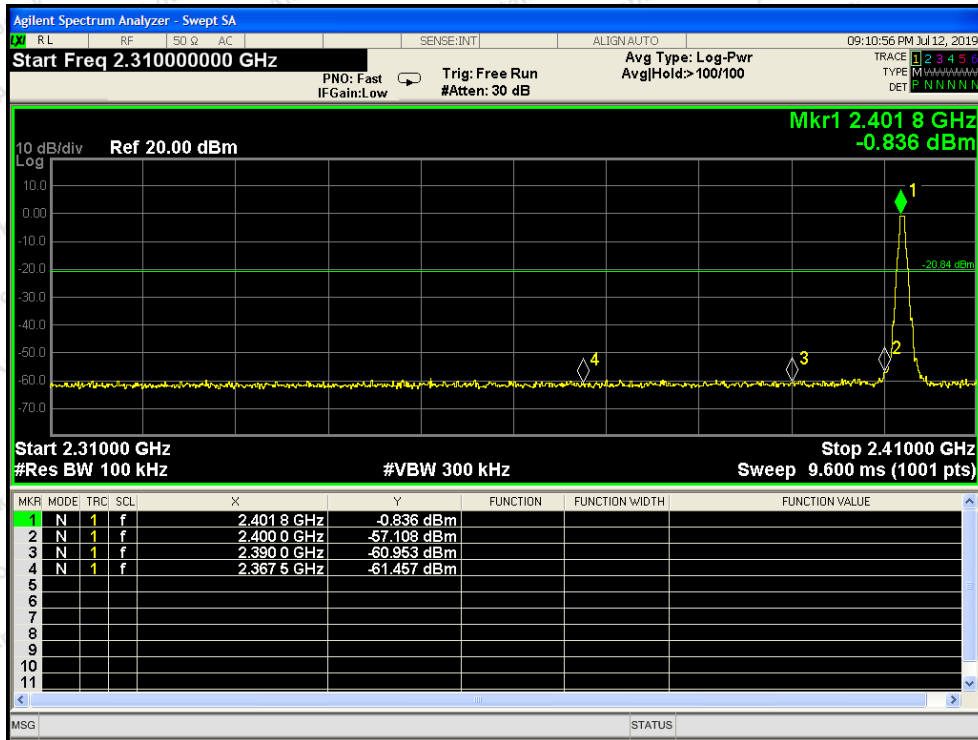 Agilent Spectrum Analyzer - Swept SA
LXI RL RF 50 Ω AC SENSE:INT ALIGNAUTO 09:10:56 PM Jul 12, 2019
Start Freq 2.310000000 GHz
PNO: Fast
IFGain:Low
Trig: Free Run
#Atten: 30 dB
Avg Type: Log-Pwr
Avg|Hold:> 100/100
TRACE 1 2 3 4 5 6
TYPE MWWWWW
DET P N N N N N
Mkr1 2.401 8 GHz
-0.836 dBm
10 dB/div Ref 20.00 dBm
Log
10.0
0.00
-10.0
-20.0
-30.0
-40.0
-50.0
-60.0
-70.0
1
-20.84 dBm
2
3
4
Start 2.31000 GHz Stop 2.41000 GHz
#Res BW 100 kHz #VBW 300 kHz Sweep 9.600 ms (1001 pts)
MKR MODE TRC SCL X Y FUNCTION FUNCTION WIDTH FUNCTION VALUE
1 N 1 f 2.401 8 GHz -0.836 dBm
2 N 1 f 2.400 0 GHz -57.108 dBm
3 N 1 f 2.390 0 GHz -60.953 dBm
4 N 1 f 2.367 5 GHz -61.457 dBm
5
6
7
8
9
10
11
MSG STATUS